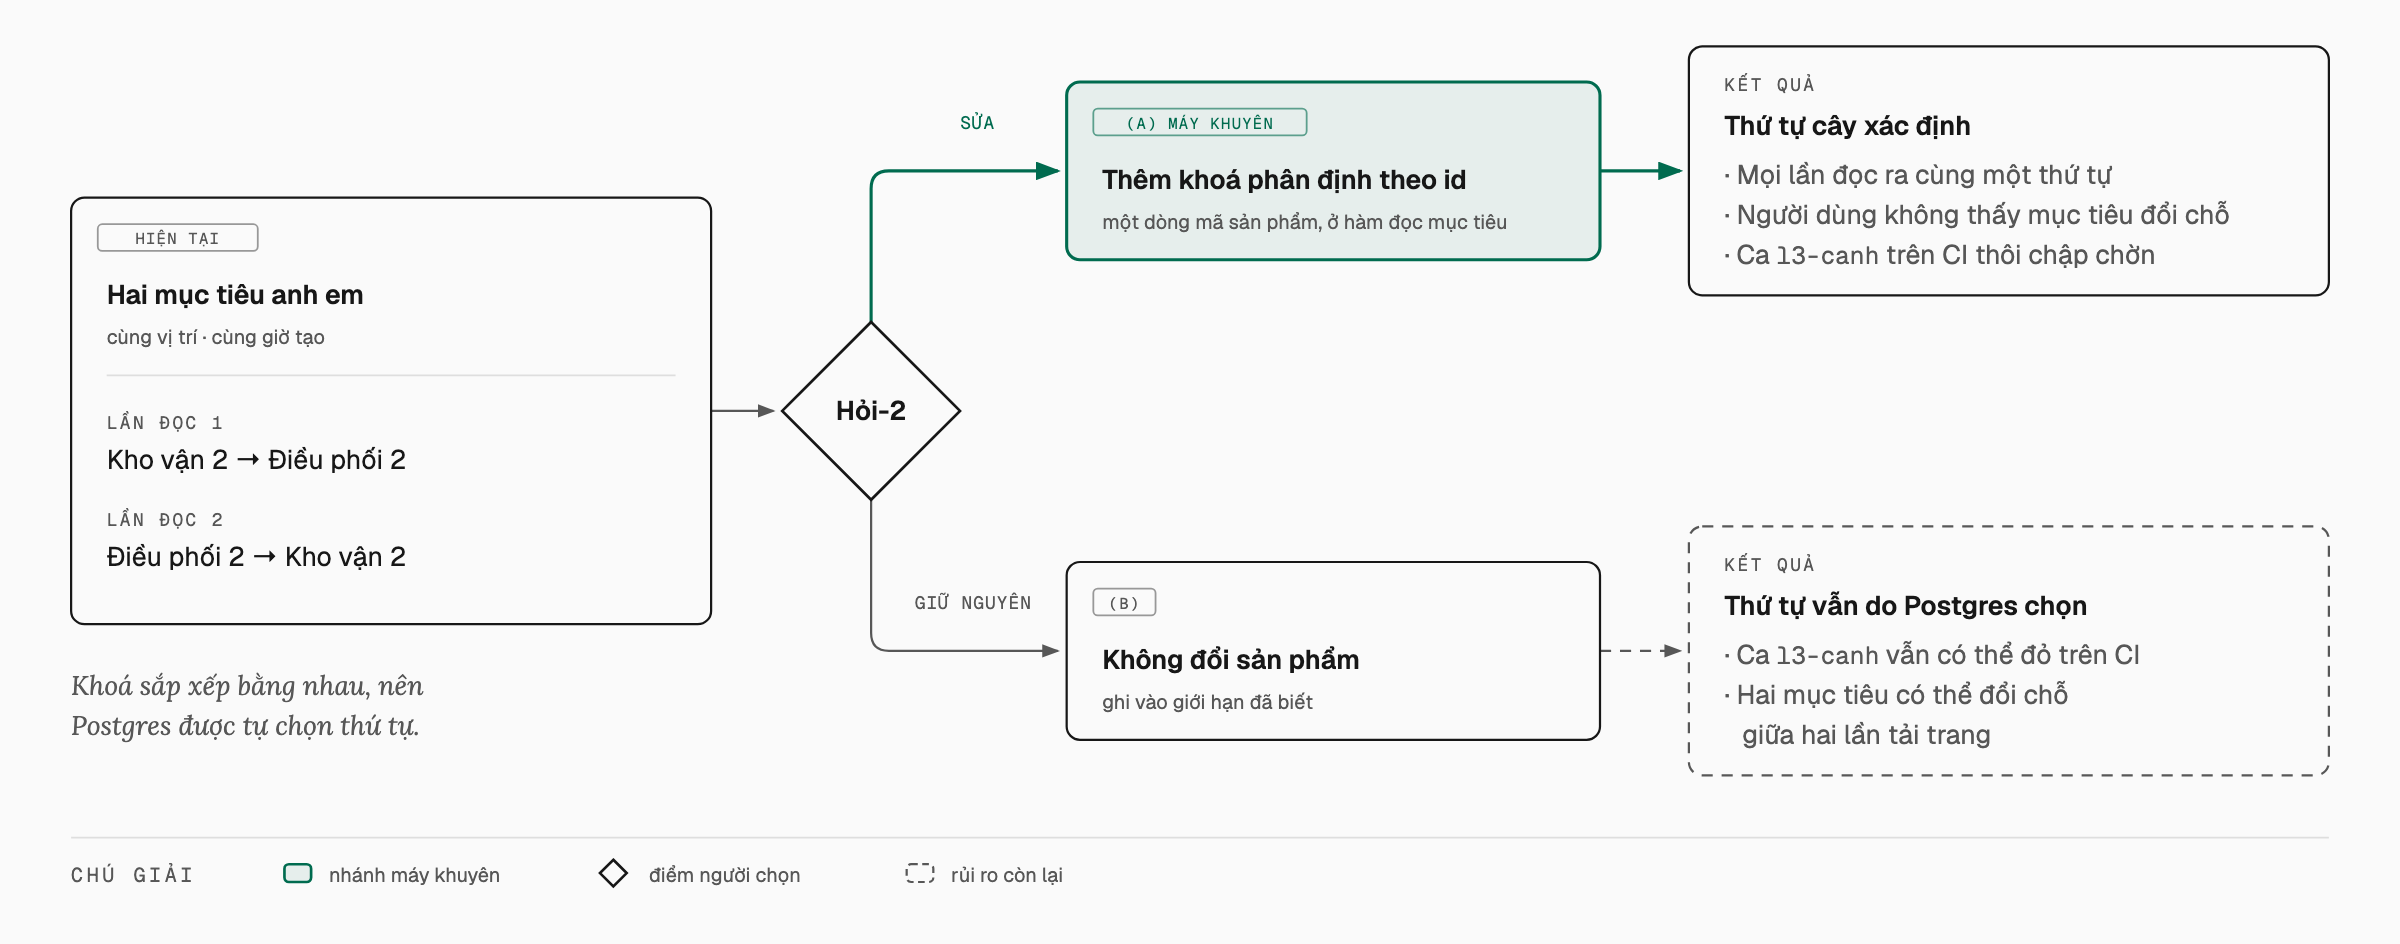 HIỆN TẠI
Hai mục tiêu anh em
cùng vị trí · cùng giờ tạo
LẦN ĐỌC 1
Kho vận 2 → Điều phối 2
LẦN ĐỌC 2
Điều phối 2 → Kho vận 2
Khoá sắp xếp bằng nhau, nên
Postgres được tự chọn thứ tự.
Hỏi-2
SỬA
(A) MÁY KHUYÊN
Thêm khoá phân định theo id
một dòng mã sản phẩm, ở hàm đọc mục tiêu
KẾT QUẢ
Thứ tự cây xác định
· Mọi lần đọc ra cùng một thứ tự
· Người dùng không thấy mục tiêu đổi chỗ
· Ca l3-canh trên CI thôi chập chờn
GIỮ NGUYÊN
(B)
Không đổi sản phẩm
ghi vào giới hạn đã biết
KẾT QUẢ
Thứ tự vẫn do Postgres chọn
· Ca l3-canh vẫn có thể đỏ trên CI
· Hai mục tiêu có thể đổi chỗ
giữa hai lần tải trang
CHÚ GIẢI
nhánh máy khuyên
điểm người chọn
rủi ro còn lại